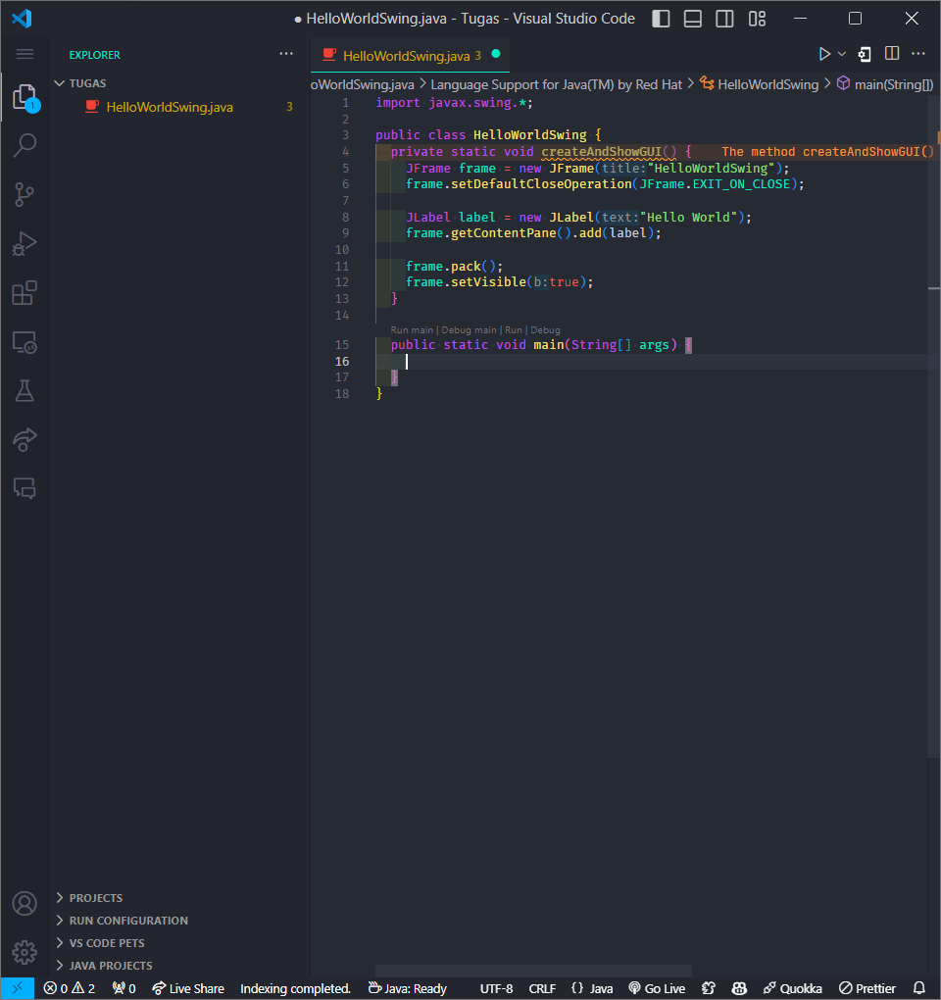 ● HelloWorldSwing.java - Tugas - Visual Studio Code
EXPLORER
TUGAS
HelloWorldSwing.java 3
1
HelloWorldSwing.java 3
oWorldSwing.java > Language Support for Java(TM) by Red Hat > HelloWorldSwing > main(String[])
1 import javax.swing.*;
2
3 public class HelloWorldSwing {
4 private static void createAndShowGUI() { The method createAndShowGUI()
5 JFrame frame = new JFrame(title:"HelloWorldSwing");
6 frame.setDefaultCloseOperation(JFrame.EXIT_ON_CLOSE);
7
8 JLabel label = new JLabel(text:"Hello World");
9 frame.getContentPane().add(label);
10
11 frame.pack();
12 frame.setVisible(b:true);
13 }
14
Run main | Debug main | Run | Debug
15 public static void main(String[] args) {
16
17 }
18 }
PROJECTS
RUN CONFIGURATION
VS CODE PETS
JAVA PROJECTS
0 2 0 Live Share Indexing completed. Java: Ready UTF-8 CRLF {} Java Go Live Quokka Prettier